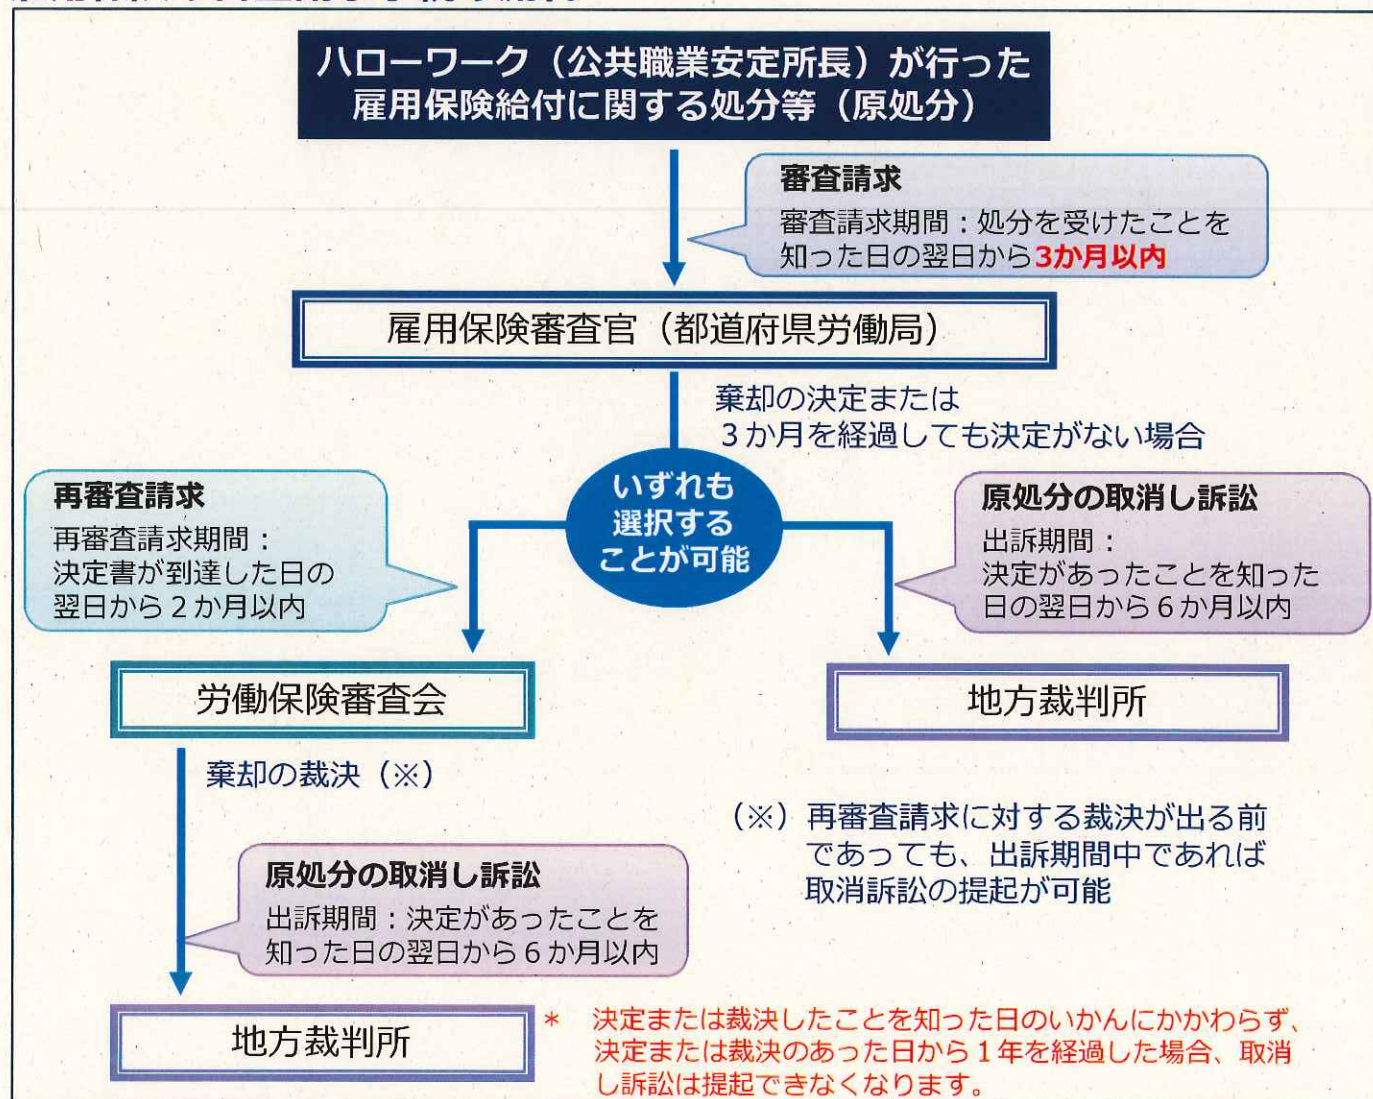 ハローワーク（公共職業安定所長）が行った
雇用保険給付に関する処分等（原処分）
審査請求
審査請求期間：処分を受けたことを
知った日の翌日から3か月以内
雇用保険審査官（都道府県労働局）
棄却の決定または
３か月を経過しても決定がない場合
いずれも
選択する
ことが可能
再審査請求
再審査請求期間：
決定書が到達した日の
翌日から２か月以内
原処分の取消し訴訟
出訴期間：
決定があったことを知った
日の翌日から６か月以内
労働保険審査会
地方裁判所
棄却の裁決（※）
（※）再審査請求に対する裁決が出る前
であっても、出訴期間中であれば
取消訴訟の提起が可能
原処分の取消し訴訟
出訴期間：決定があったことを
知った日の翌日から６か月以内
地方裁判所
* 決定または裁決したことを知った日のいかんにかかわらず、
決定または裁決のあった日から１年を経過した場合、取消
し訴訟は提起できなくなります。